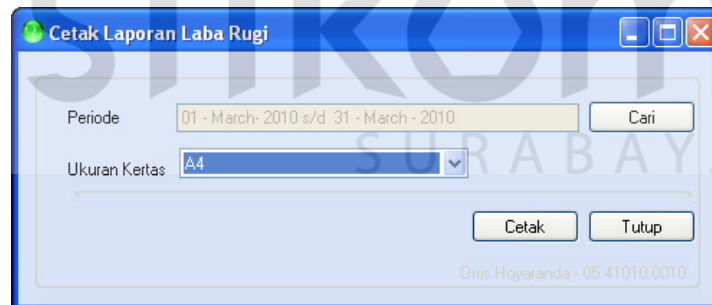 Cetak Laporan Laba Rugi
Periode 01 - March- 2010 s/d 31 - March - 2010 Cari
Ukuran Kertas A4
SURABAYA
Cetak Tutup
Orris Hoyaranda - 05.41010.0010